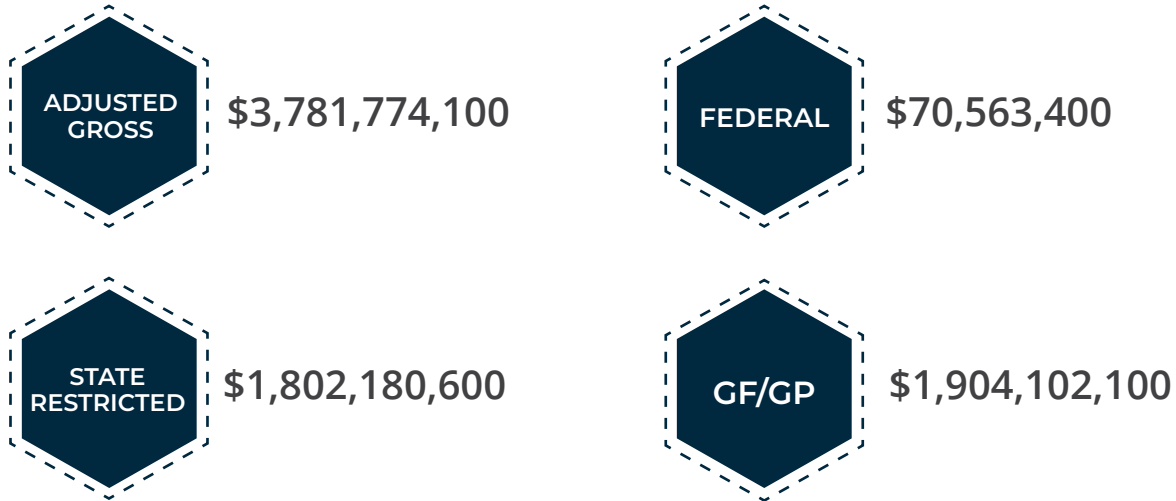 ADJUSTED
GROSS
$3,781,774,100
FEDERAL
$70,563,400
STATE
RESTRICTED
$1,802,180,600
GF/GP
$1,904,102,100